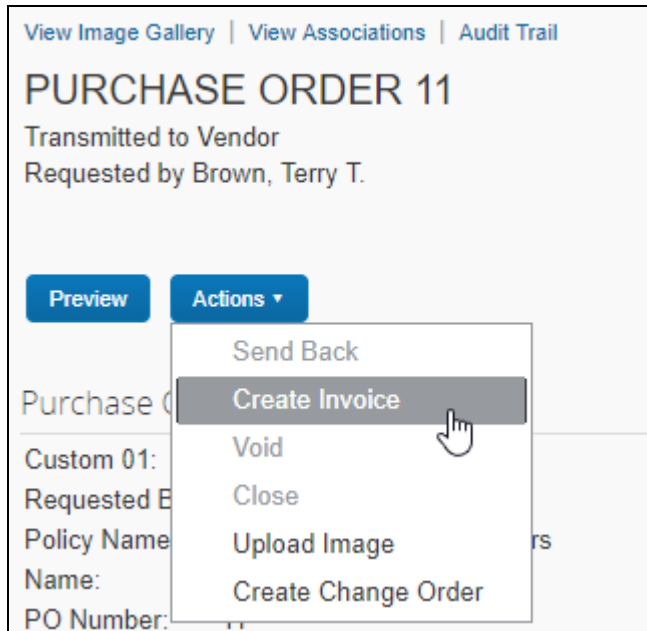 View Image Gallery | View Associations | Audit Trail
PURCHASE ORDER 11
Transmitted to Vendor
Requested by Brown, Terry T.
Preview
Actions
Send Back
Create Invoice
Void
Close
Upload Image
Create Change Order
Purchase
Custom 01:
Requested
Policy Name
rs
Name:
PO Number: